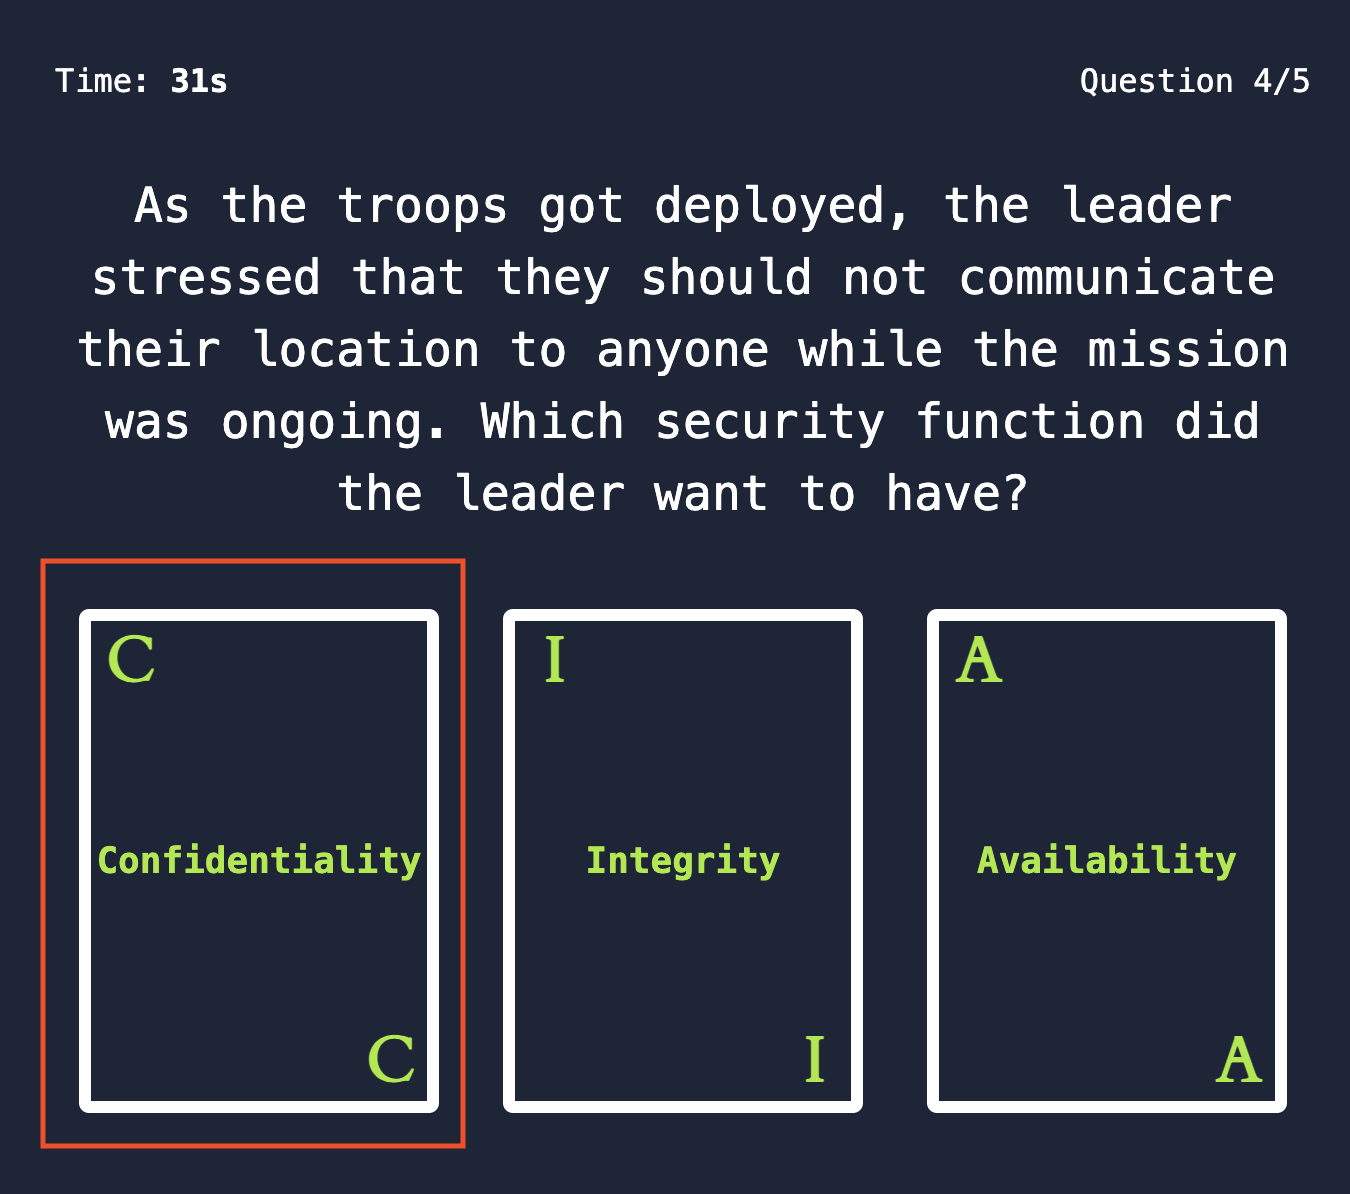 Time: 31s
Question 4/5
As the troops got deployed, the leader
stressed that they should not communicate
their location to anyone while the mission
was ongoing. Which security function did
the leader want to have?
C
Confidentiality
C
I
Integrity
I
A
Availability
A